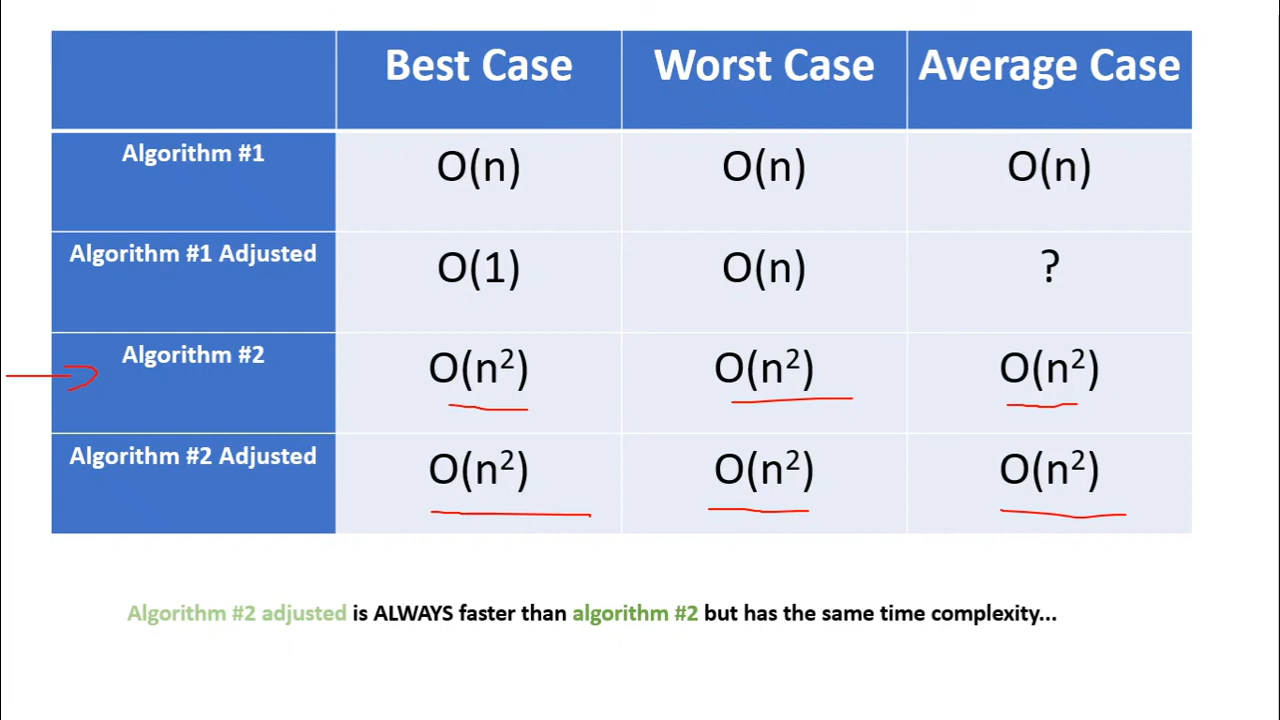 Best Case Worst Case Average Case
Algorithm #1 O(n) O(n) O(n)
Algorithm #1 Adjusted O(1) O(n) ?
Algorithm #2 O(n²) O(n²) O(n²)
Algorithm #2 Adjusted O(n²) O(n²) O(n²)
Algorithm #2 adjusted is ALWAYS faster than algorithm #2 but has the same time complexity...